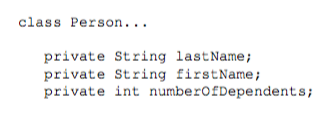 class Person...
private String lastName;
private String firstName;
private int numberOfDependents;